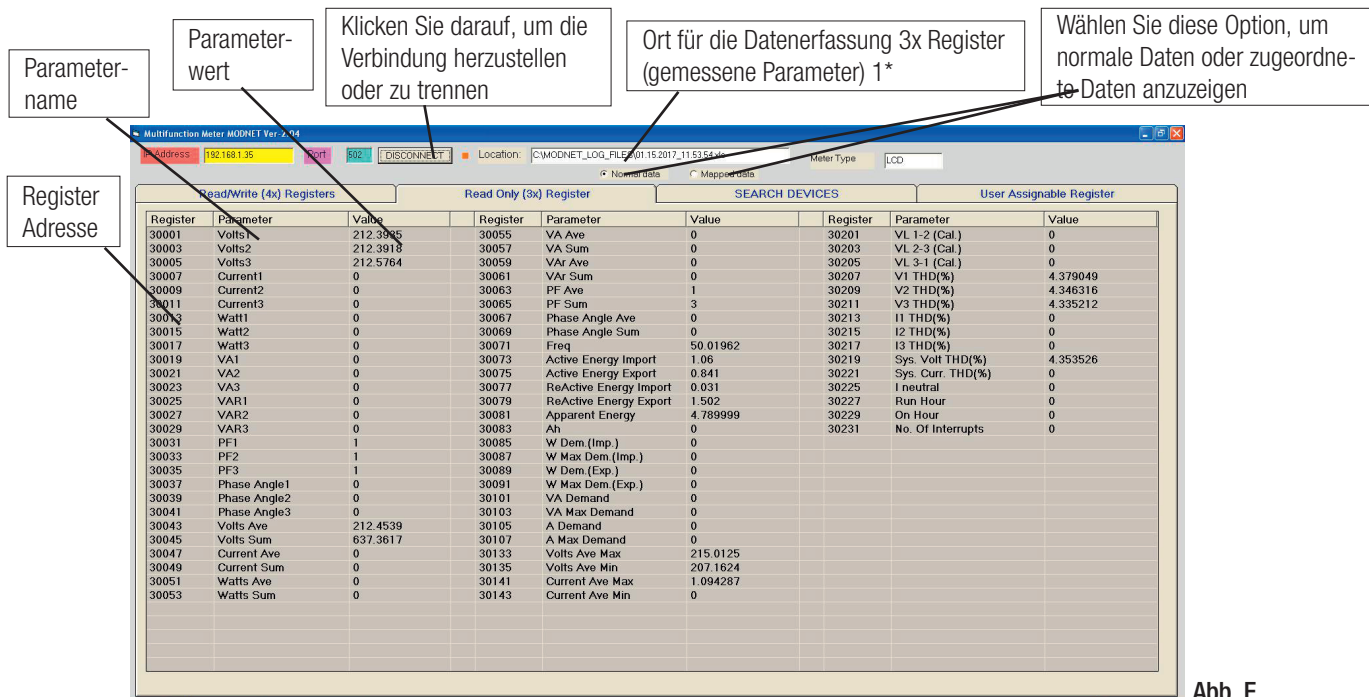 Parameter-
name
Parameter-
wert
Klicken Sie darauf, um die
Verbindung herzustellen
oder zu trennen
Ort für die Datenerfassung 3x Register
(gemessene Parameter) 1*
Wählen Sie diese Option, um
normale Daten oder zugeordne-
te Daten anzuzeigen
Register
Adresse
Multifunction Meter MODNET Ver-2.04
IP Address 192.168.1.35 Port 502 DISCONNECT Location: C:\MODNET_LOG_FILES\01.15.2017_11.53.54.xls Meter Type LCD
Normal data Mapped data
Read/Write (4x) Registers Read Only (3x) Register SEARCH DEVICES User Assignable Register
Register Parameter Value Register Parameter Value Register Parameter Value
30001 Volts1 212.3935 30055 VA Ave 0 30201 VL 1-2 (Cal.) 0
30003 Volts2 212.3918 30057 VA Sum 0 30203 VL 2-3 (Cal.) 0
30005 Volts3 212.5764 30059 VAr Ave 0 30205 VL 3-1 (Cal.) 0
30007 Current1 0 30061 VAr Sum 0 30207 V1 THD(%) 4.379049
30009 Current2 0 30063 PF Ave 1 30209 V2 THD(%) 4.346316
30011 Current3 0 30065 PF Sum 3 30211 V3 THD(%) 4.335212
30013 Watt1 0 30067 Phase Angle Ave 0 30213 I1 THD(%) 0
30015 Watt2 0 30069 Phase Angle Sum 0 30215 I2 THD(%) 0
30017 Watt3 0 30071 Freq 50.01962 30217 I3 THD(%) 0
30019 VA1 0 30073 Active Energy Import 1.06 30219 Sys. Volt THD(%) 4.353526
30021 VA2 0 30075 Active Energy Export 0.841 30221 Sys. Curr. THD(%) 0
30023 VA3 0 30077 ReActive Energy Import 0.031 30225 I neutral 0
30025 VAR1 0 30079 ReActive Energy Export 1.502 30227 Run Hour 0
30027 VAR2 0 30081 Apparent Energy 4.789999 30229 On Hour 0
30029 VAR3 0 30083 Ah 0 30231 No. Of Interrupts 0
30031 PF1 1 30085 W Dem.(Imp.) 0
30033 PF2 1 30087 W Max Dem.(Imp.) 0
30035 PF3 1 30089 W Dem.(Exp.) 0
30037 Phase Angle1 0 30091 W Max Dem.(Exp.) 0
30039 Phase Angle2 0 30101 VA Demand 0
30041 Phase Angle3 0 30103 VA Max Demand 0
30043 Volts Ave 212.4539 30105 A Demand 0
30045 Volts Sum 637.3617 30107 A Max Demand 0
30047 Current Ave 0 30133 Volts Ave Max 215.0125
30049 Current Sum 0 30135 Volts Ave Min 207.1624
30051 Watts Ave 0 30141 Current Ave Max 1.094287
30053 Watts Sum 0 30143 Current Ave Min 0
Abb.